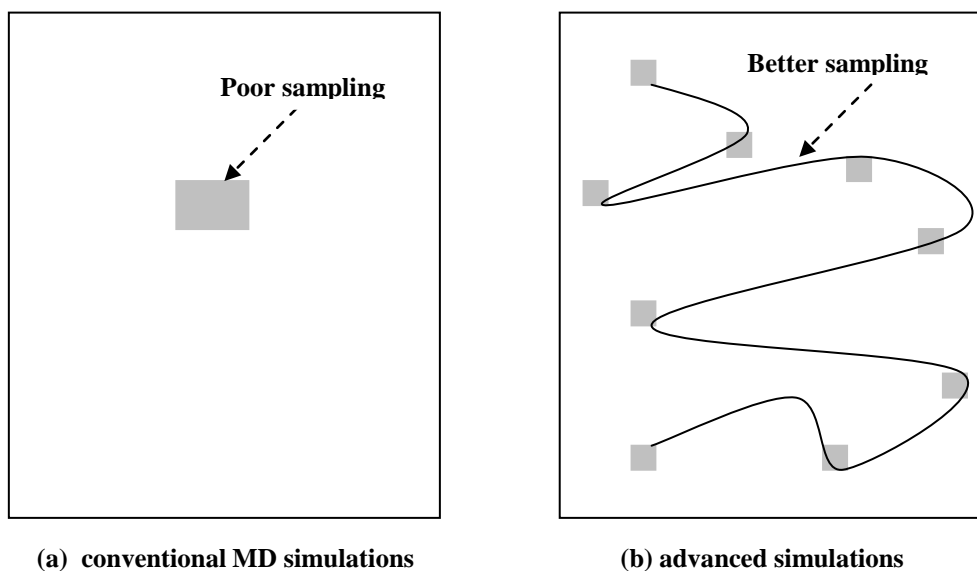 Poor sampling
Better sampling
(a) conventional MD simulations
(b) advanced simulations